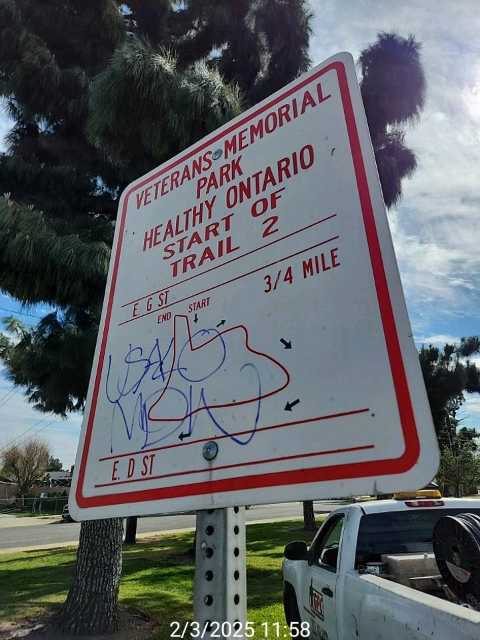 VETERANS MEMORIAL
PARK
HEALTHY ONTARIO
START OF
TRAIL 2
E. G ST
3/4 MILE
END START
E. D ST
2/3/2025 11:58